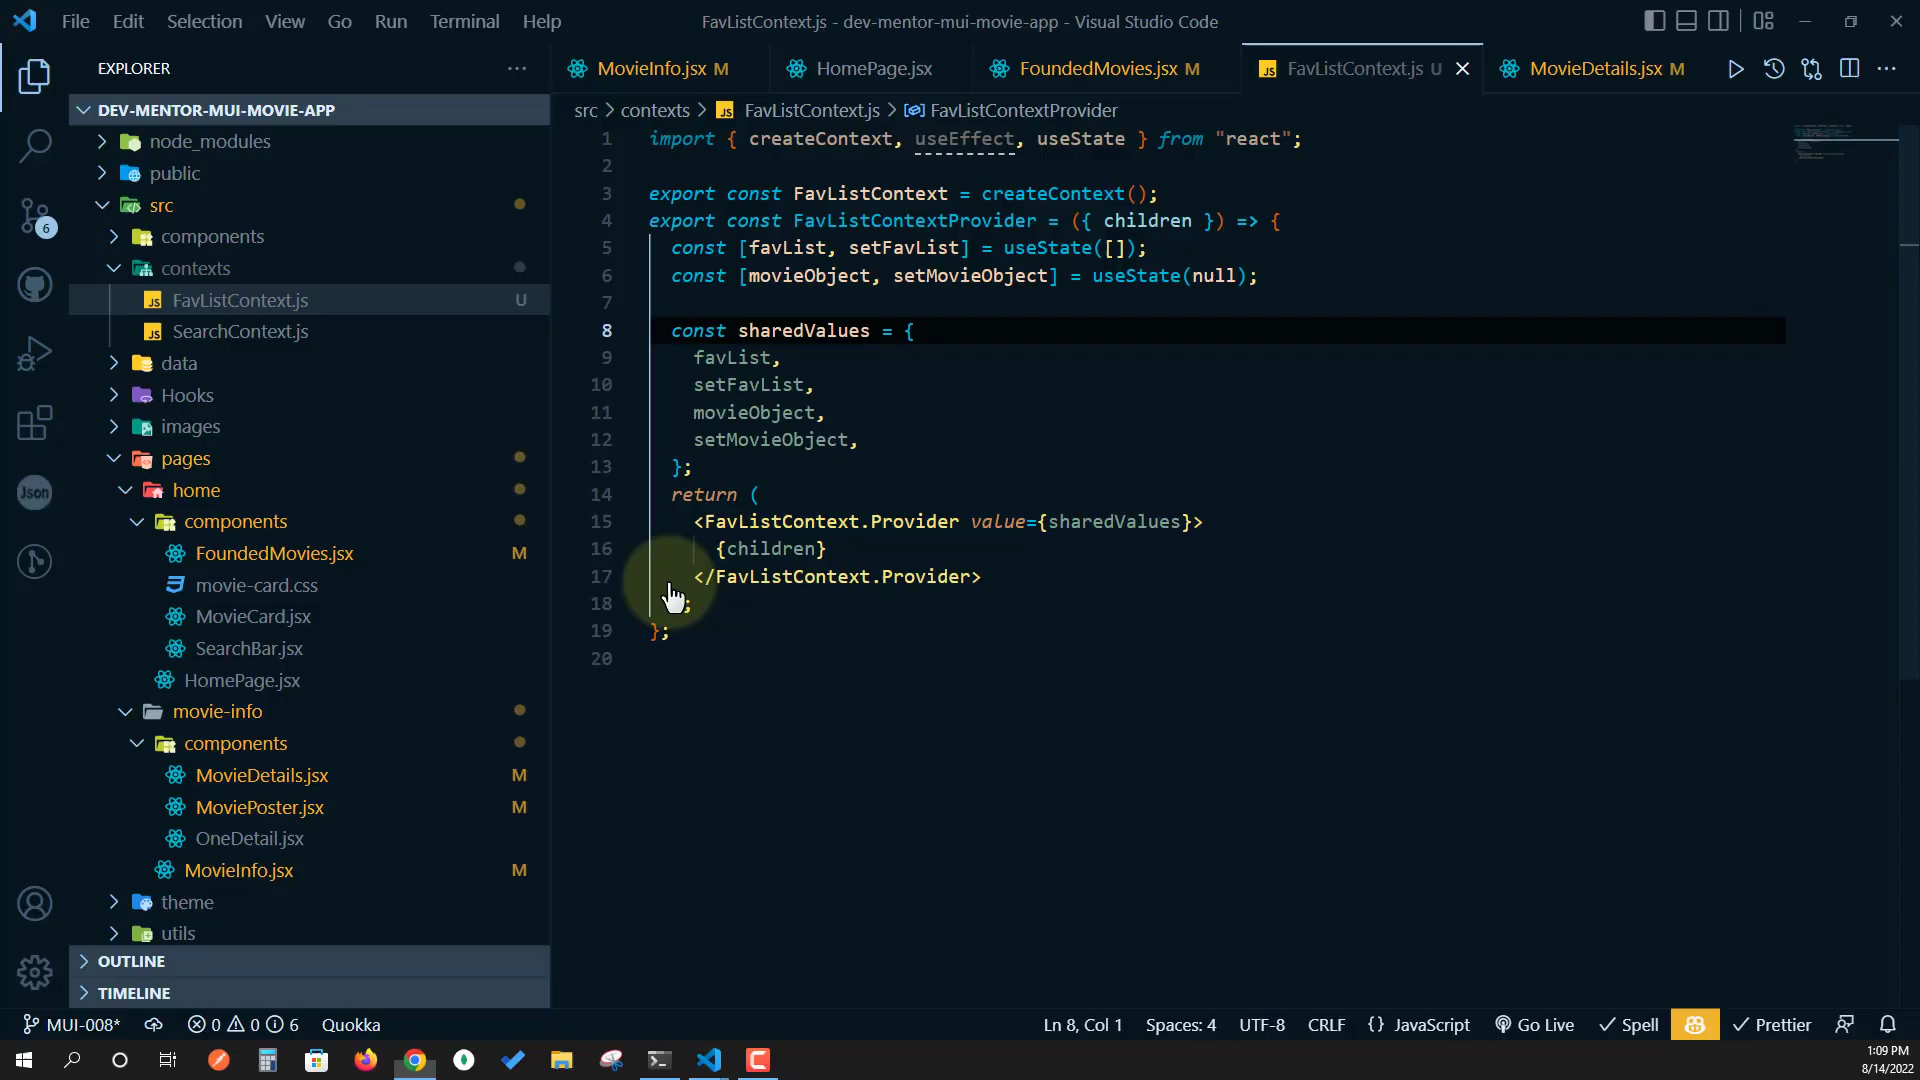 File Edit Selection View Go Run Terminal Help
FavListContext.js - dev-mentor-mui-movie-app - Visual Studio Code
EXPLORER
DEV-MENTOR-MUI-MOVIE-APP
node_modules
public
src
components
contexts
FavListContext.js U
SearchContext.js
data
Hooks
images
pages
home
components
FoundedMovies.jsx M
movie-card.css
MovieCard.jsx
SearchBar.jsx
HomePage.jsx
movie-info
components
MovieDetails.jsx M
MoviePoster.jsx M
OneDetail.jsx
MovieInfo.jsx M
theme
utils
OUTLINE
TIMELINE
6
Json
MovieInfo.jsx M HomePage.jsx FoundedMovies.jsx M FavListContext.js U MovieDetails.jsx M
src > contexts > JS FavListContext.js > FavListContextProvider
1 import { createContext, useEffect, useState } from "react";
2
3 export const FavListContext = createContext();
4 export const FavListContextProvider = ({ children }) => {
5 const [favList, setFavList] = useState([]);
6 const [movieObject, setMovieObject] = useState(null);
7
8 const sharedValues = {
9 favList,
10 setFavList,
11 movieObject,
12 setMovieObject,
13 };
14 return (
15 <FavListContext.Provider value={sharedValues}>
16 {children}
17 </FavListContext.Provider>
18 ;
19 };
20
MUI-008* 0 0 6 Quokka Ln 8, Col 1 Spaces: 4 UTF-8 CRLF {} JavaScript Go Live Spell Prettier
1:09 PM
8/14/2022